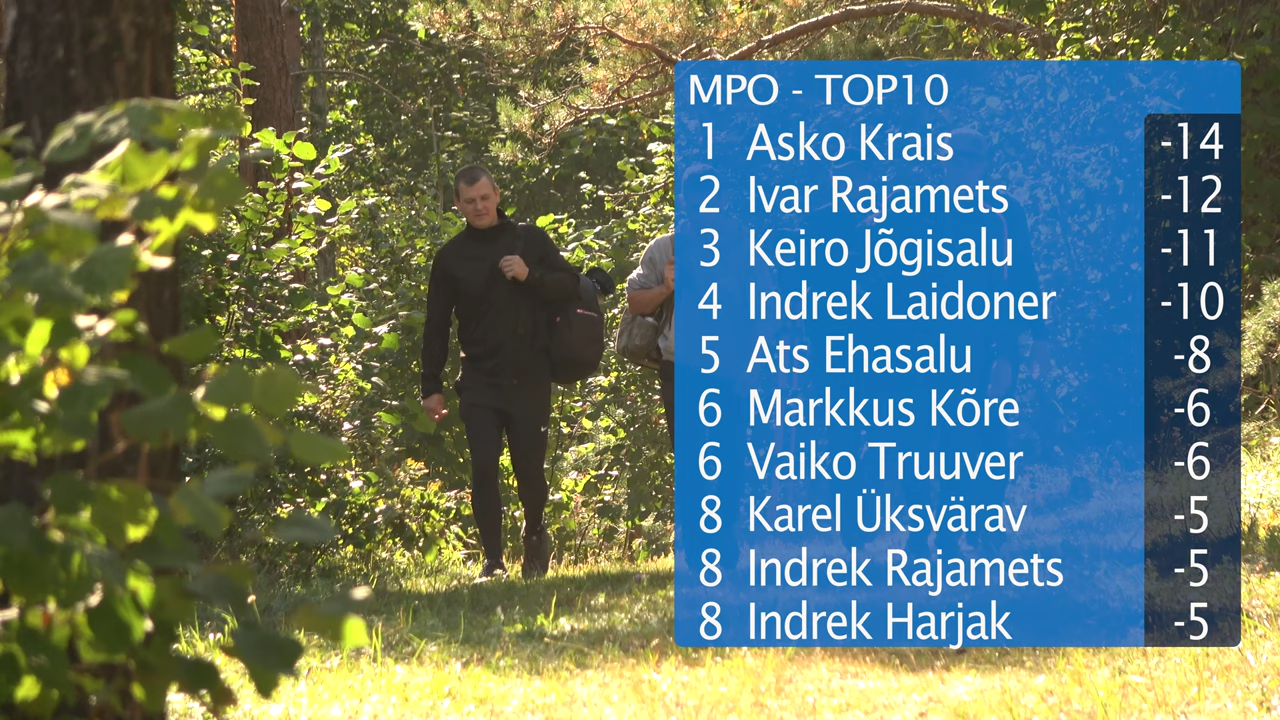 MPO - TOP10
1 Asko Krais -14
2 Ivar Rajamets -12
3 Keiro Jõgisalu -11
4 Indrek Laidoner -10
5 Ats Ehasalu -8
6 Markkus Kõre -6
6 Vaiko Truuver -6
8 Karel Üksvärav -5
8 Indrek Rajamets -5
8 Indrek Harjak -5